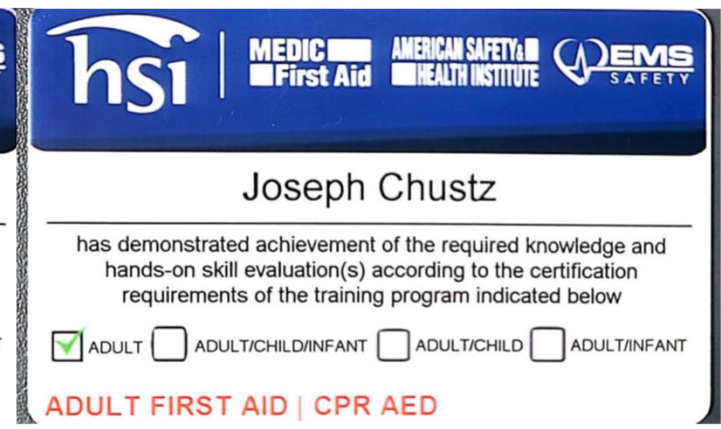 hsi
MEDIC
First Aid
AMERICAN SAFETY &
HEALTH INSTITUTE
EMS
SAFETY
Joseph Chustz
has demonstrated achievement of the required knowledge and
hands-on skill evaluation(s) according to the certification
requirements of the training program indicated below
ADULT ADULT/CHILD/INFANT ADULT/CHILD ADULT/INFANT
ADULT FIRST AID | CPR AED